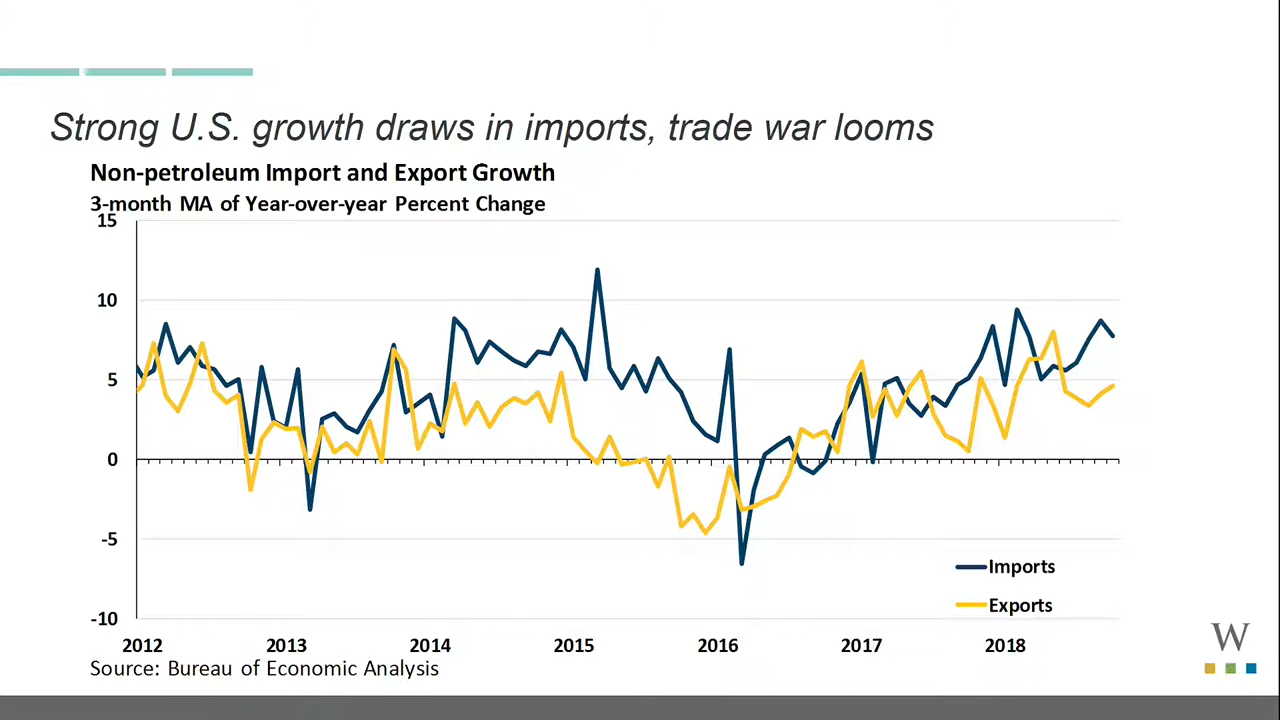 Strong U.S. growth draws in imports, trade war looms
Non-petroleum Import and Export Growth
3-month MA of Year-over-year Percent Change
15
10
5
0
-5
-10
Imports
Exports
2012 2013 2014 2015 2016 2017 2018
Source: Bureau of Economic Analysis
W